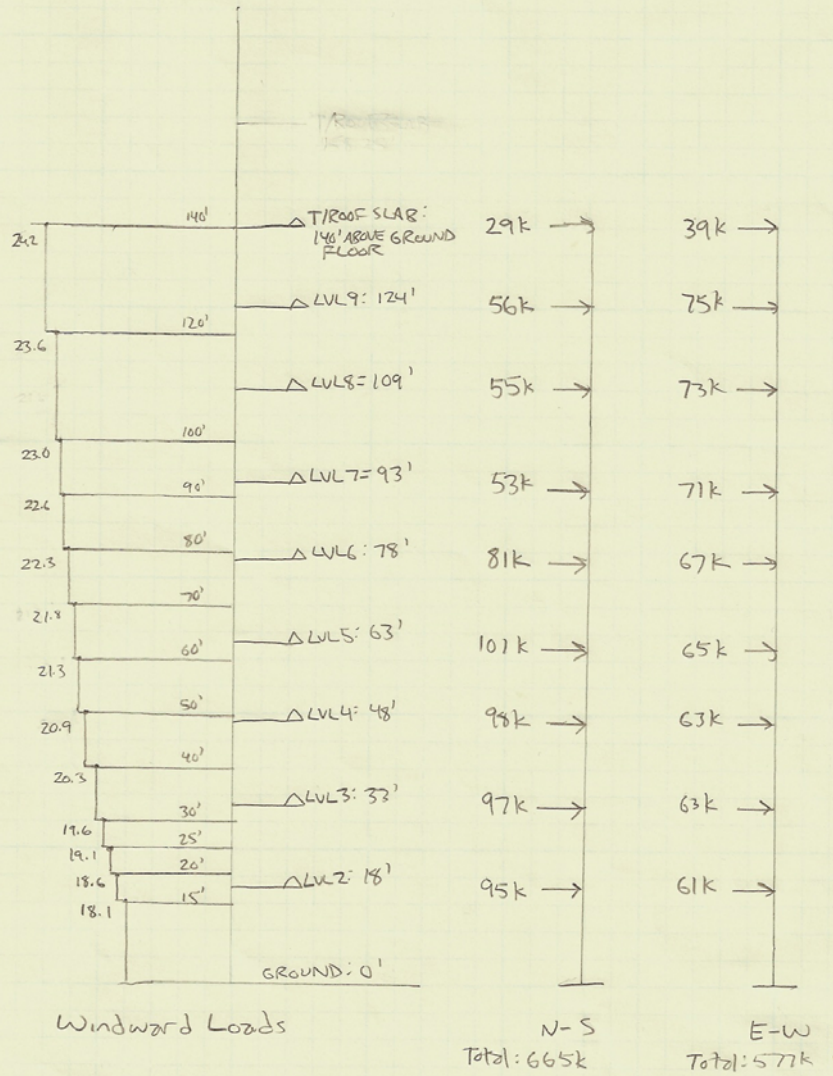 140'
T/ROOF SLAB:
140' ABOVE GROUND
FLOOR
29k
39k
24.2
LVL9: 124'
56k
75k
120'
23.6
LVL8= 109'
55k
73k
100'
23.0
LVL7= 93'
53k
71k
90'
22.6
80'
LVL6: 78'
81k
67k
22.3
70'
21.8
LVL5: 63'
101k
65k
60'
21.3
50'
LVL4: 48'
98k
63k
20.9
40'
20.3
LVL3: 33'
97k
63k
30'
19.6
25'
19.1
20'
18.6
LVL2: 18'
95k
61k
15'
18.1
GROUND: 0'
Windward Loads
N-S
E-W
Total: 665k
Total: 577k